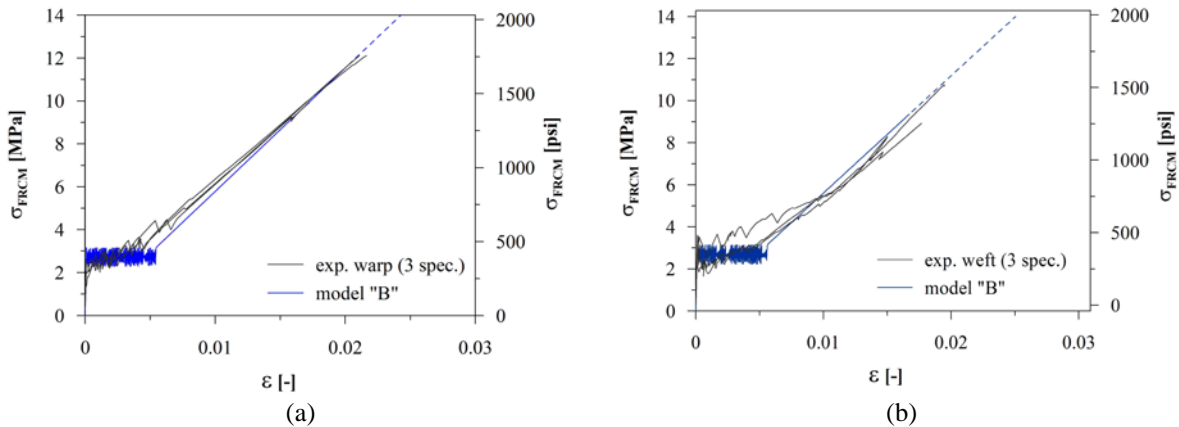 14
12
10
8
6
4
2
0
σFRCM [MPa]
2000
1500
1000
500
0
σFRCM [psi]
exp. warp (3 spec.)
model "B"
0
0.01
0.02
0.03
ε [-]
(a)
14
12
10
8
6
4
2
0
σFRCM [MPa]
2000
1500
1000
500
0
σFRCM [psi]
exp. weft (3 spec.)
model "B"
0
0.01
0.02
0.03
ε [-]
(b)